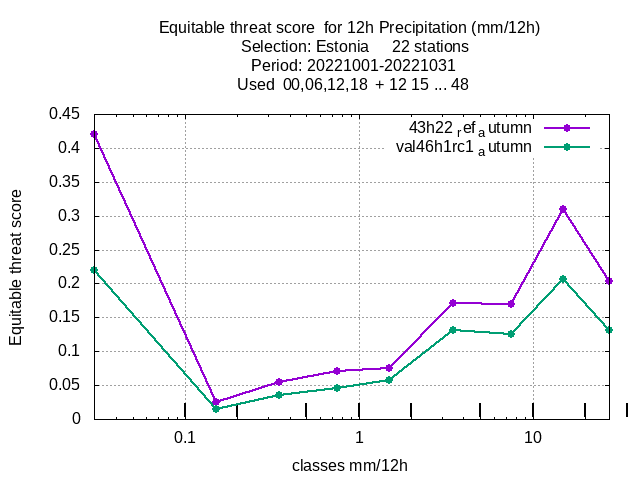 Equitable threat score  for 12h Precipitation (mm/12h)
Selection: Estonia     22 stations
Period: 20221001-20221031
Used  00,06,12,18  + 12 15 ... 48
43h22 ref autumn
val46h1rc1 autumn
Equitable threat score
0.45
0.4
0.35
0.3
0.25
0.2
0.15
0.1
0.05
0
0.1 1 10
classes mm/12h